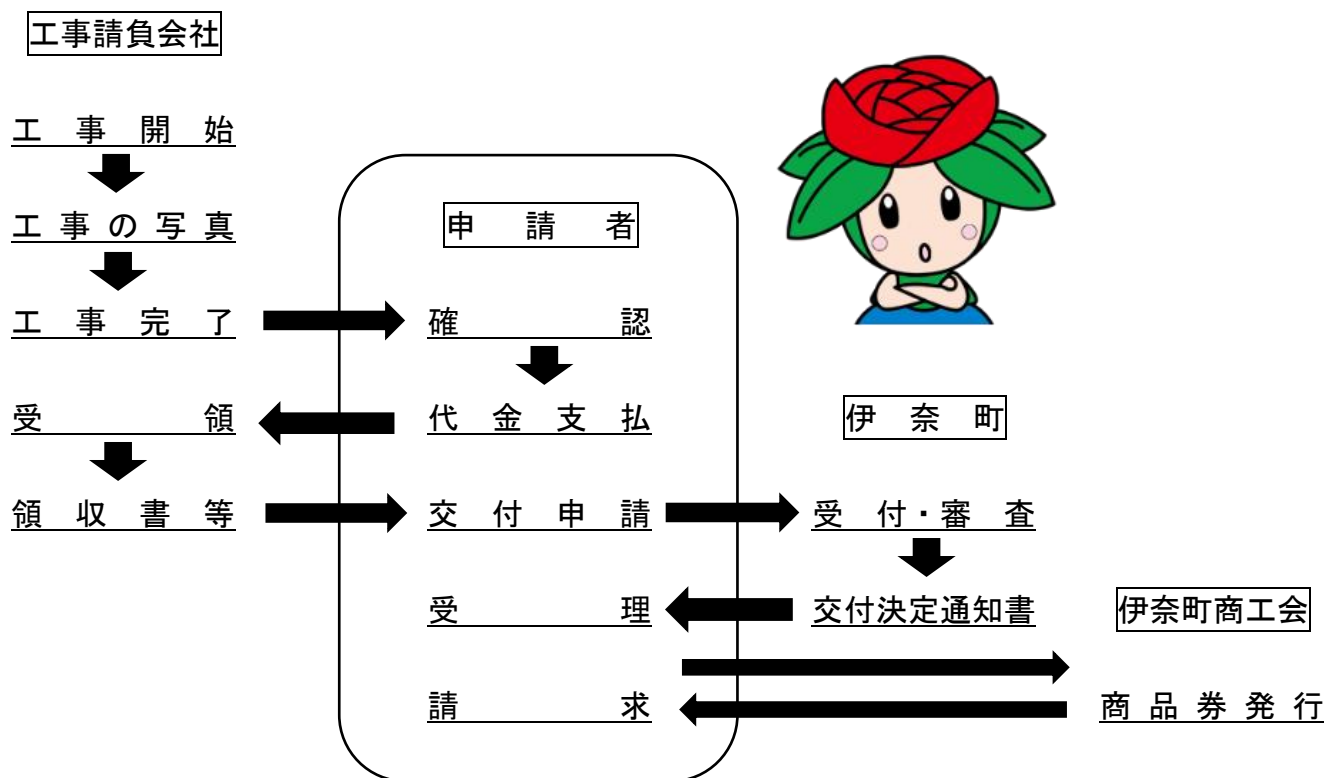 工事請負会社
工事開始
工事の写真
工事完了
受領
領収書等
申請者
確認
代金支払
交付申請
受理
請求
伊奈町
受付・審査
交付決定通知書
伊奈町商工会
商品券発行